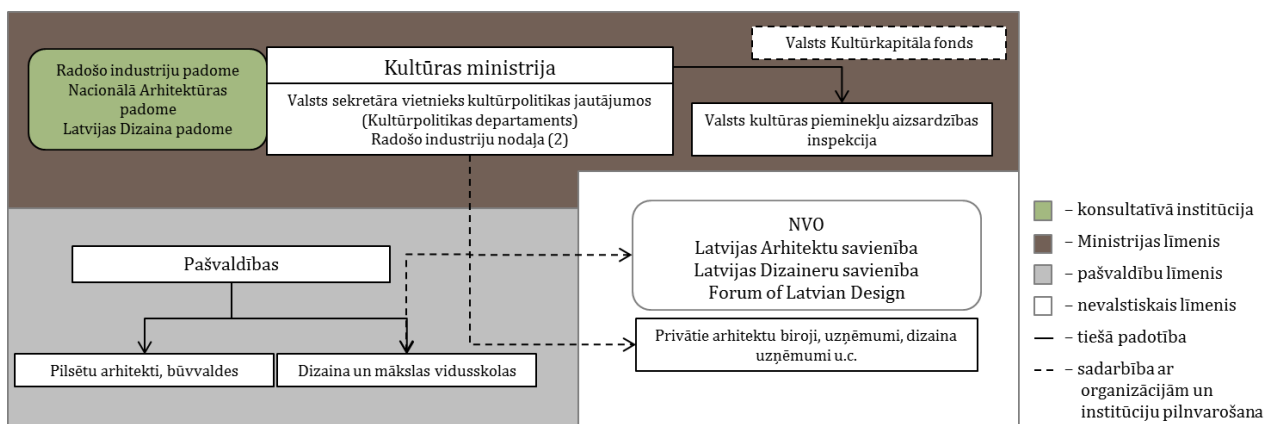 Valsts Kultūrkapitāla fonds
Radošo industriju padome
Nacionālā Arhitektūras
padome
Latvijas Dizaina padome
Kultūras ministrija
Valsts sekretāra vietnieks kultūrpolitikas jautājumos
(Kultūrpolitikas departaments)
Radošo industriju nodaļa (2)
Valsts kultūras pieminekļu aizsardzības
inspekcija
NVO
Latvijas Arhitektu savienība
Latvijas Dizaineru savienība
Forum of Latvian Design
Pašvaldības
Privātie arhitektu biroji, uzņēmumi, dizaina
uzņēmumi u.c.
Pilsētu arhitekti, būvvaldes
Dizaina un mākslas vidusskolas
– konsultatīvā institūcija
– Ministrijas līmenis
– pašvaldību līmenis
– nevalstiskais līmenis
– tiešā padotība
– sadarbība ar
organizācijām un
institūciju pilnvarošana